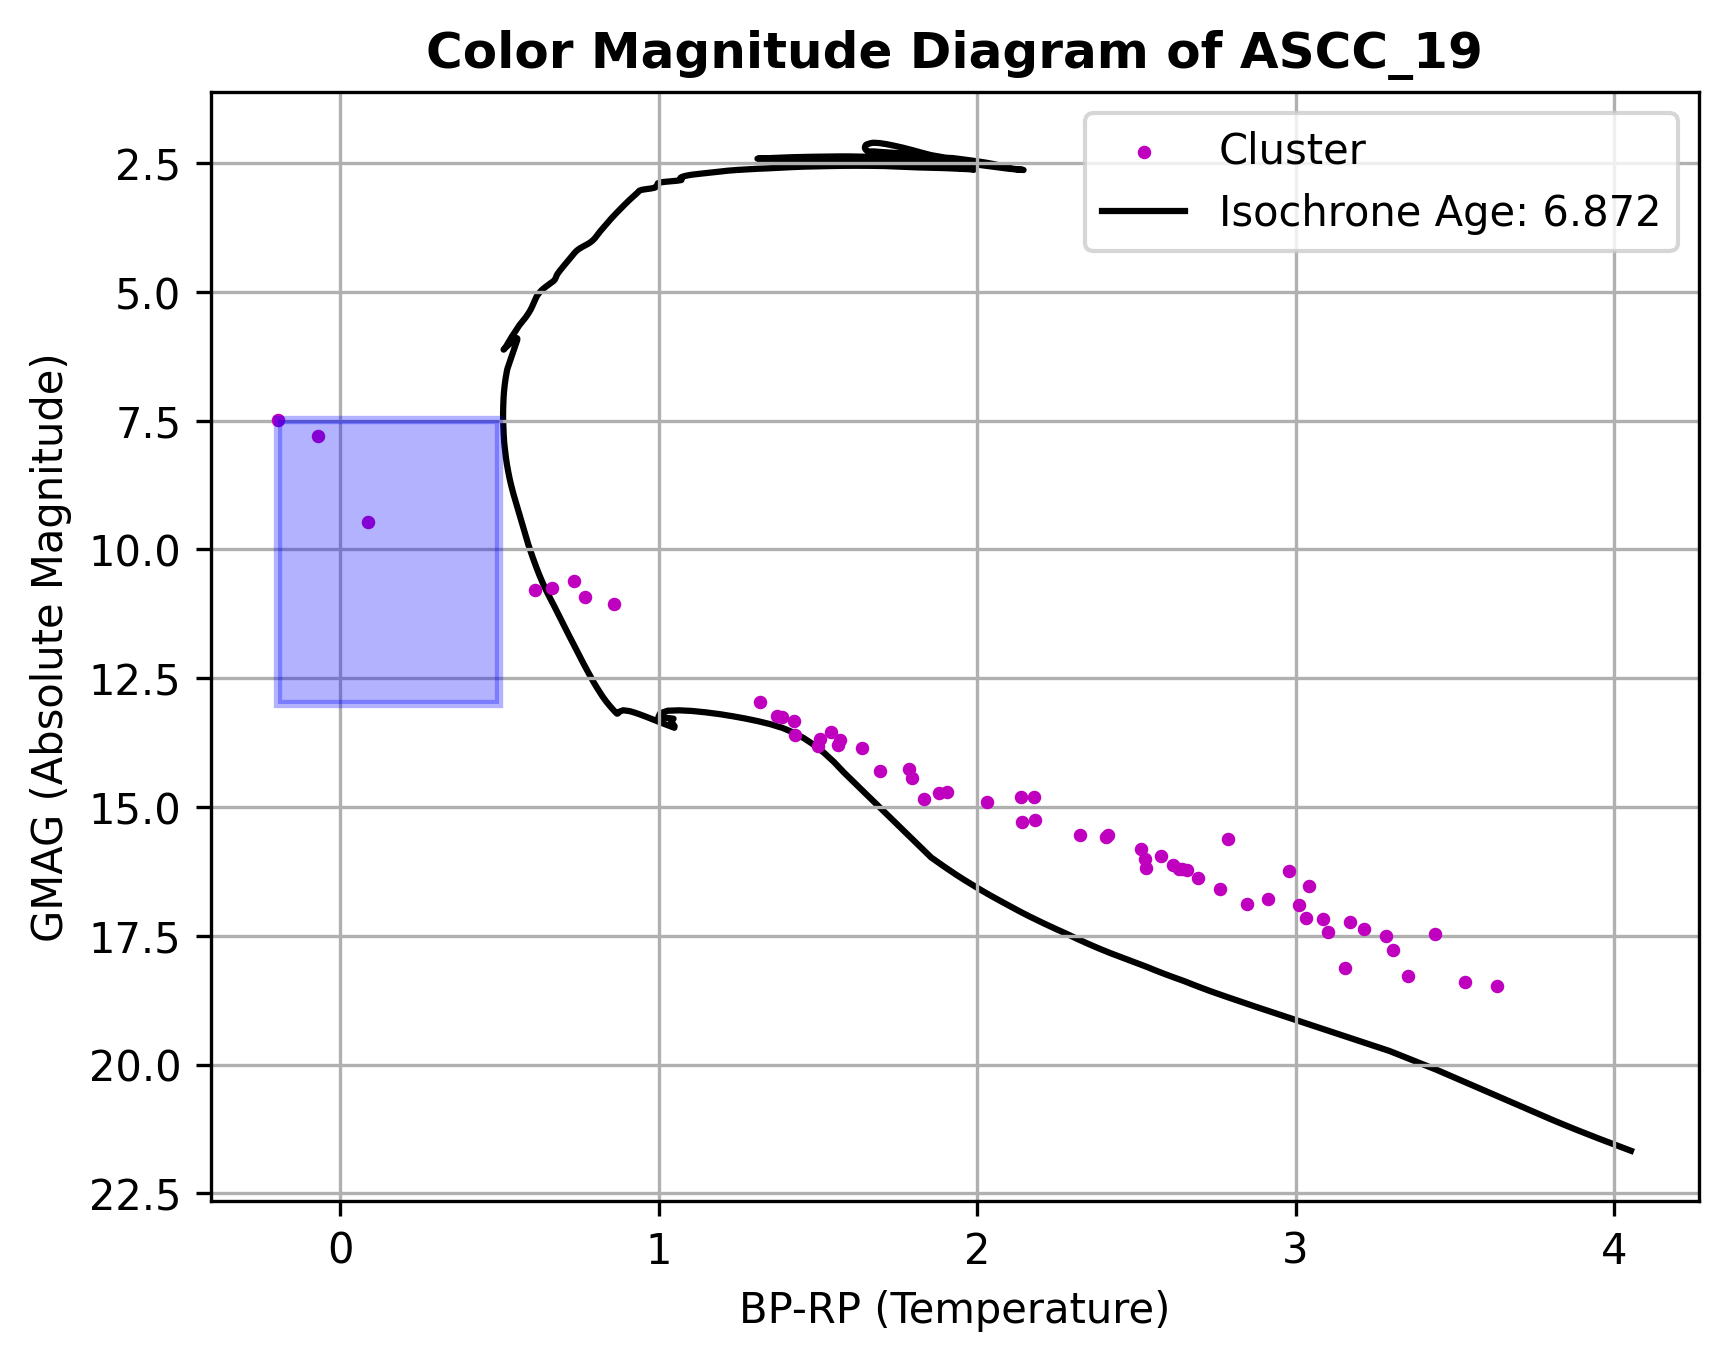 Color Magnitude Diagram of ASCC_19
Cluster
Isochrone Age: 6.872
GMAG (Absolute Magnitude)
2.5
5.0
7.5
10.0
12.5
15.0
17.5
20.0
22.5
0 1 2 3 4
BP-RP (Temperature)